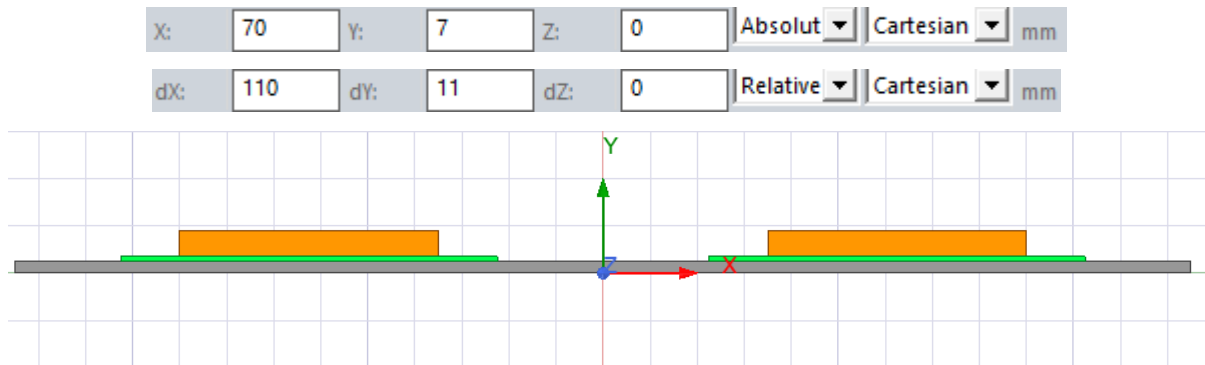 X: 70 Y: 7 Z: 0 Absolut Cartesian mm
dX: 110 dY: 11 dZ: 0 Relative Cartesian mm
Y
Z X